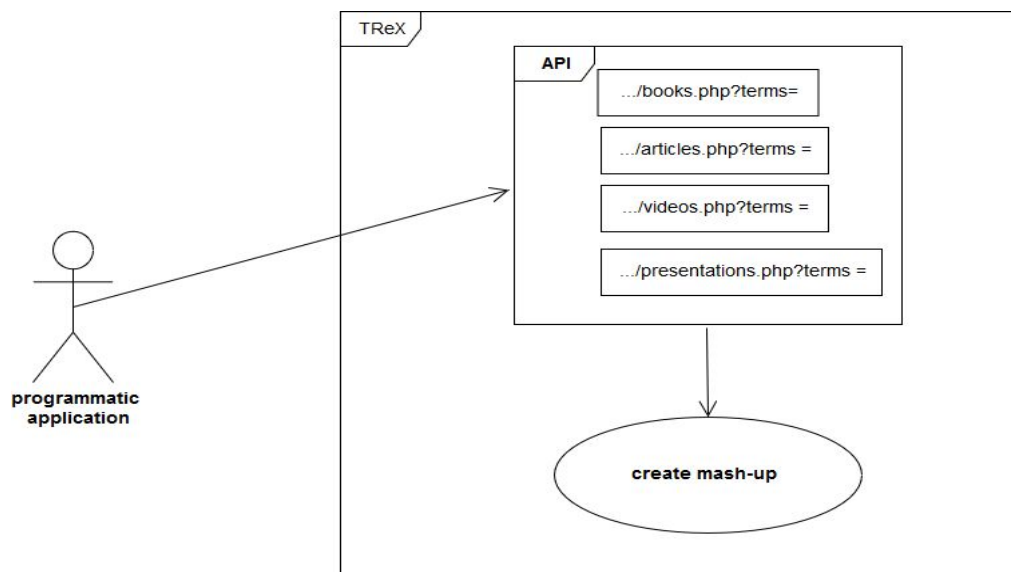 TReX
API
.../books.php?terms=
.../articles.php?terms =
.../videos.php?terms =
.../presentations.php?terms =
programmatic
application
create mash-up